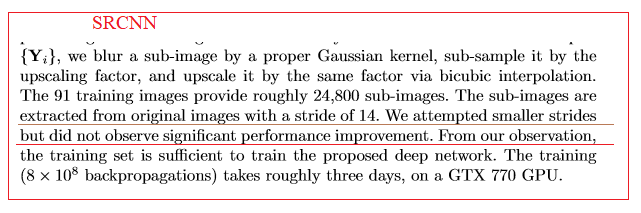 SRCNN
{Yᵢ}, we blur a sub-image by a proper Gaussian kernel, sub-sample it by the
upscaling factor, and upscale it by the same factor via bicubic interpolation.
The 91 training images provide roughly 24,800 sub-images. The sub-images are
extracted from original images with a stride of 14. We attempted smaller strides
but did not observe significant performance improvement. From our observation,
the training set is sufficient to train the proposed deep network. The training
(8 × 10⁸ backpropagations) takes roughly three days, on a GTX 770 GPU.